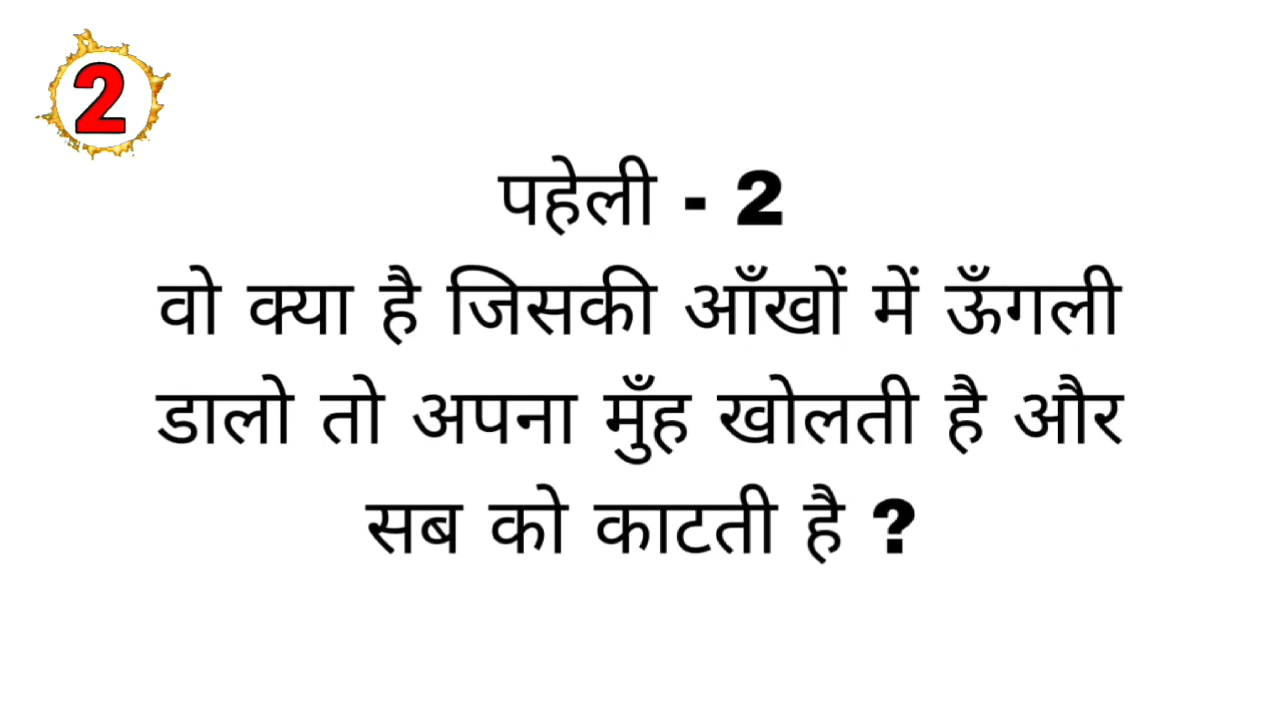 2
पहेली - 2
वो क्या है जिसकी आँखों में ऊँगली
डालो तो अपना मुँह खोलती है और
सब को काटती है ?